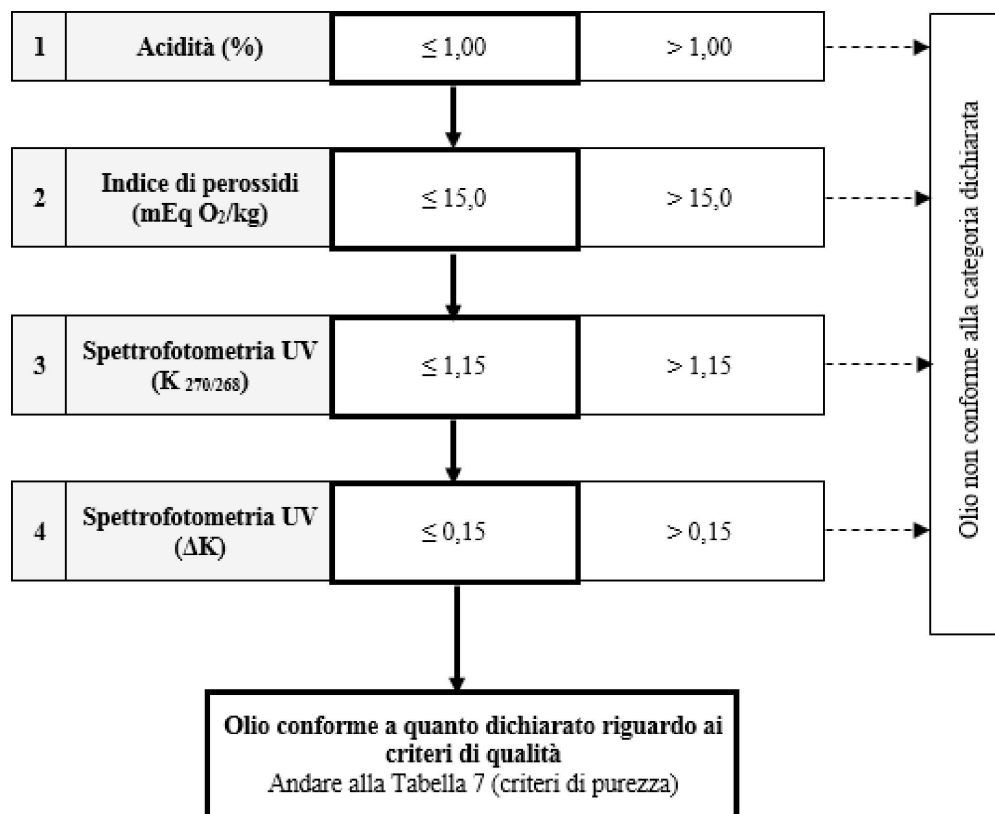 1 Acidità (%) ≤ 1,00 > 1,00
2 Indice di perossidi
(mEq O₂/kg) ≤ 15,0 > 15,0
3 Spettrofotometria UV
(K 270/268) ≤ 1,15 > 1,15
4 Spettrofotometria UV
(ΔK) ≤ 0,15 > 0,15
Olio non conforme alla categoria dichiarata
Olio conforme a quanto dichiarato riguardo ai
criteri di qualità
Andare alla Tabella 7 (criteri di purezza)